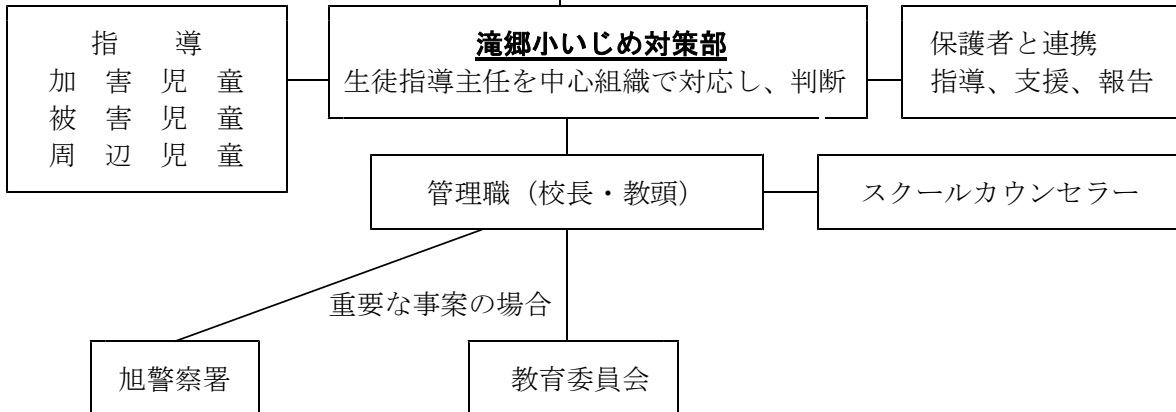 指　導
加　害　児　童
被　害　児　童
周　辺　児　童
滝郷小いじめ対策部
生徒指導主任を中心組織で対応し、判断
保護者と連携
指導、支援、報告
管理職（校長・教頭）
スクールカウンセラー
重要な事案の場合
旭警察署
教育委員会